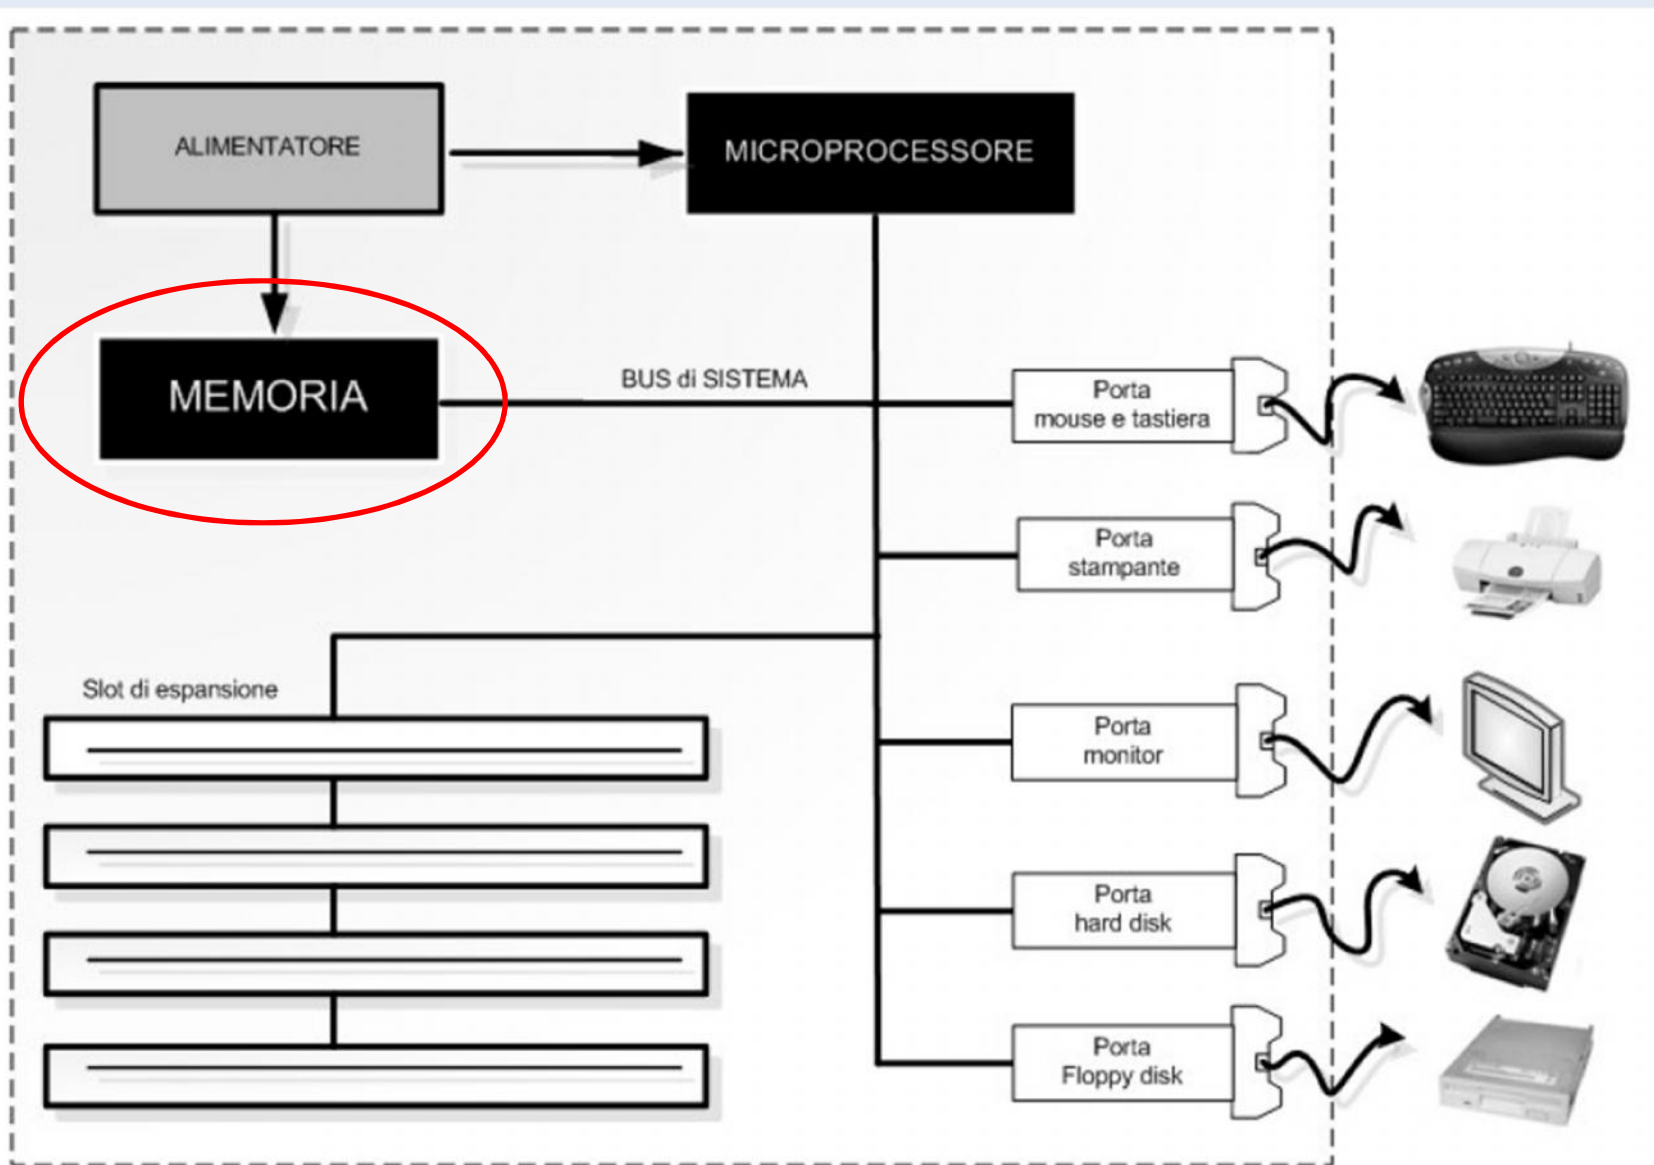 ALIMENTATORE
MICROPROCESSORE
MEMORIA
BUS di SISTEMA
Porta
mouse e tastiera
Porta
stampante
Slot di espansione
Porta
monitor
Porta
hard disk
Porta
Floppy disk